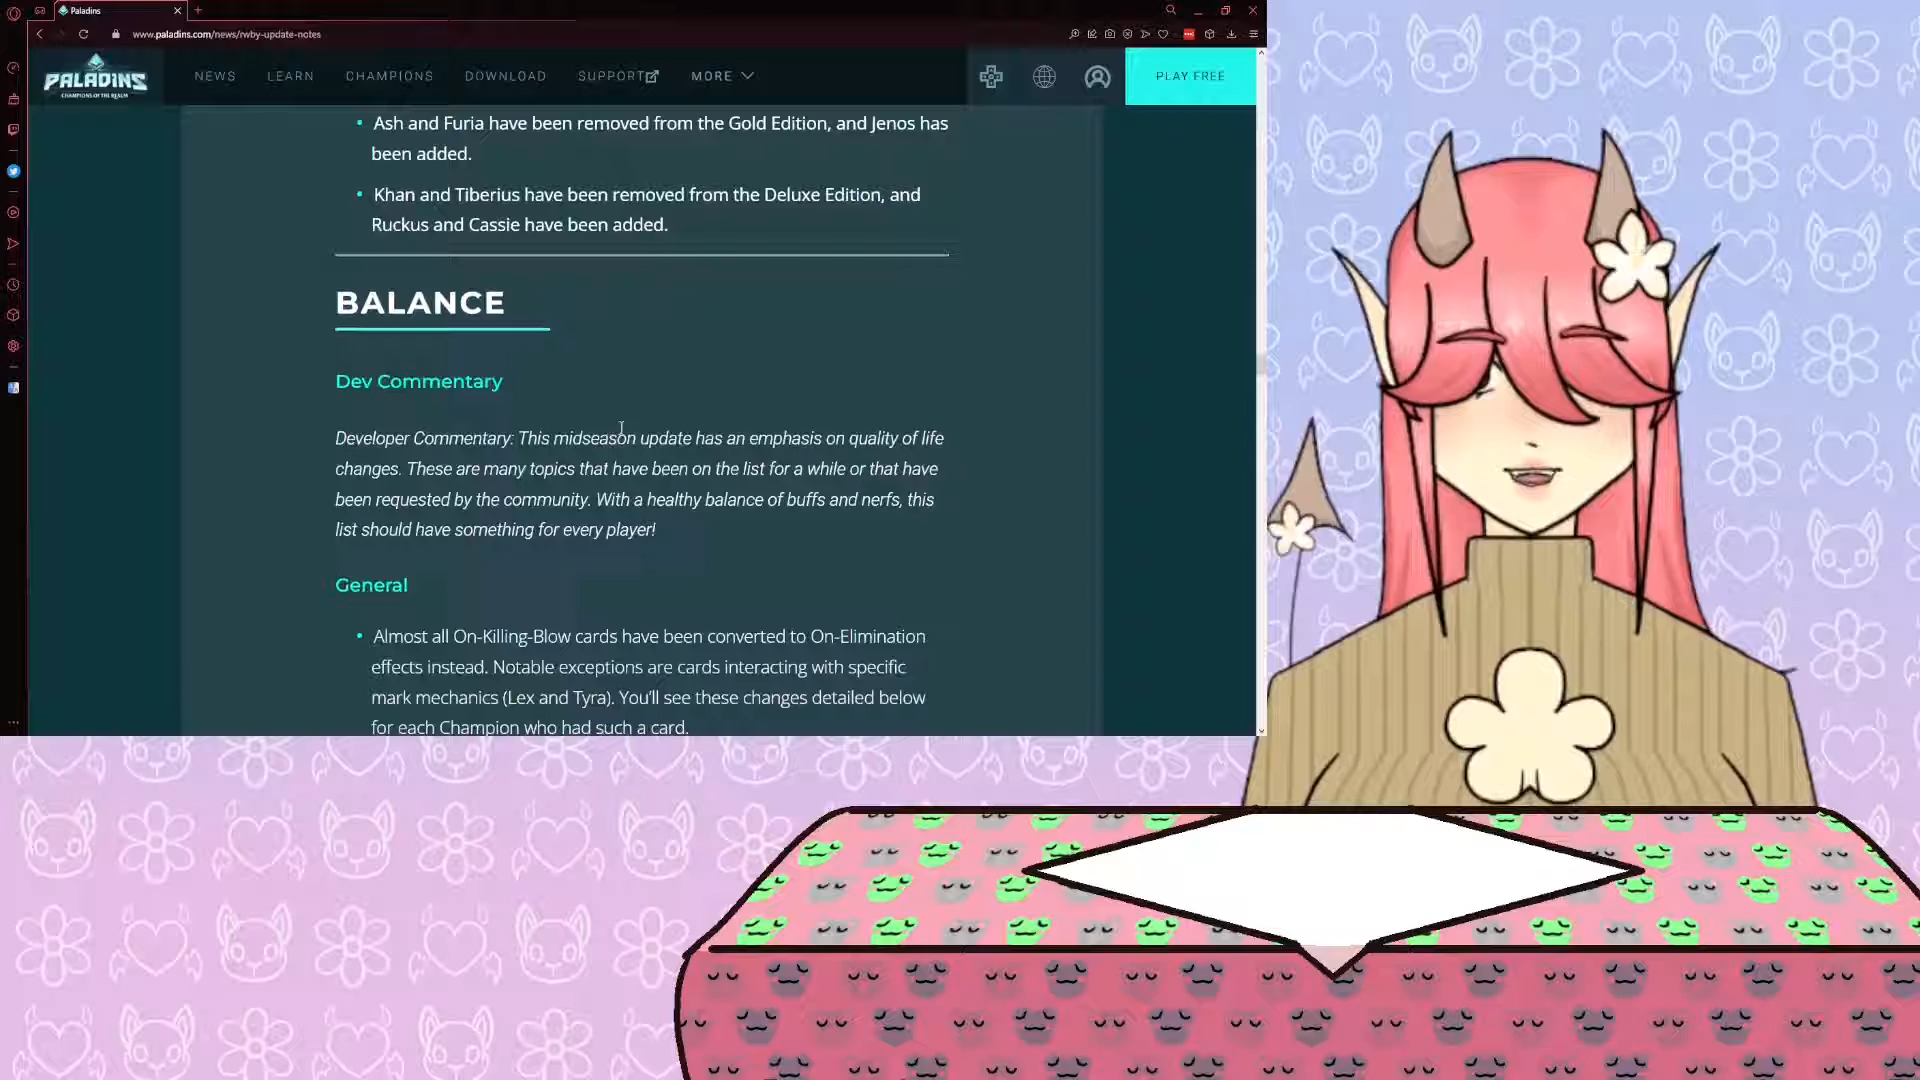 Paladins
www.paladins.com/news/rwby-update-notes
PALADINS
CHAMPIONS OF THE REALM
NEWS LEARN CHAMPIONS DOWNLOAD SUPPORT MORE PLAY FREE
• Ash and Furia have been removed from the Gold Edition, and Jenos has
been added.
• Khan and Tiberius have been removed from the Deluxe Edition, and
Ruckus and Cassie have been added.
BALANCE
Dev Commentary
Developer Commentary: This midseason update has an emphasis on quality of life
changes. These are many topics that have been on the list for a while or that have
been requested by the community. With a healthy balance of buffs and nerfs, this
list should have something for every player!
General
• Almost all On-Killing-Blow cards have been converted to On-Elimination
effects instead. Notable exceptions are cards interacting with specific
mark mechanics (Lex and Tyra). You'll see these changes detailed below
for each Champion who had such a card.